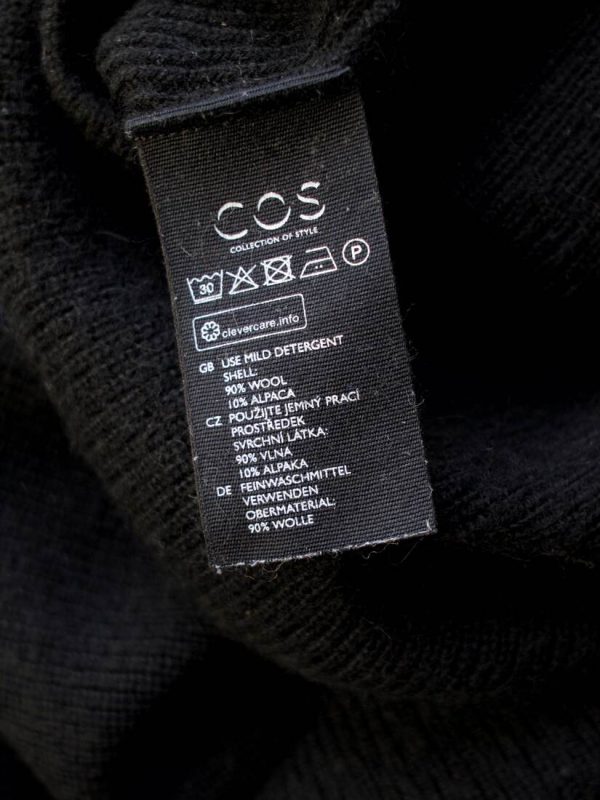 COS
COLLECTION OF STYLE
30 P
clevercare.info
GB USE MILD DETERGENT
SHELL:
90% WOOL
10% ALPACA
CZ POUŽIJTE JEMNÝ PRACÍ
PROSTŘEDEK
SVRCHNÍ LÁTKA:
90% VLNA
10% ALPAKA
DE FEINWASCHMITTEL
VERWENDEN
OBERMATERIAL:
90% WOLLE